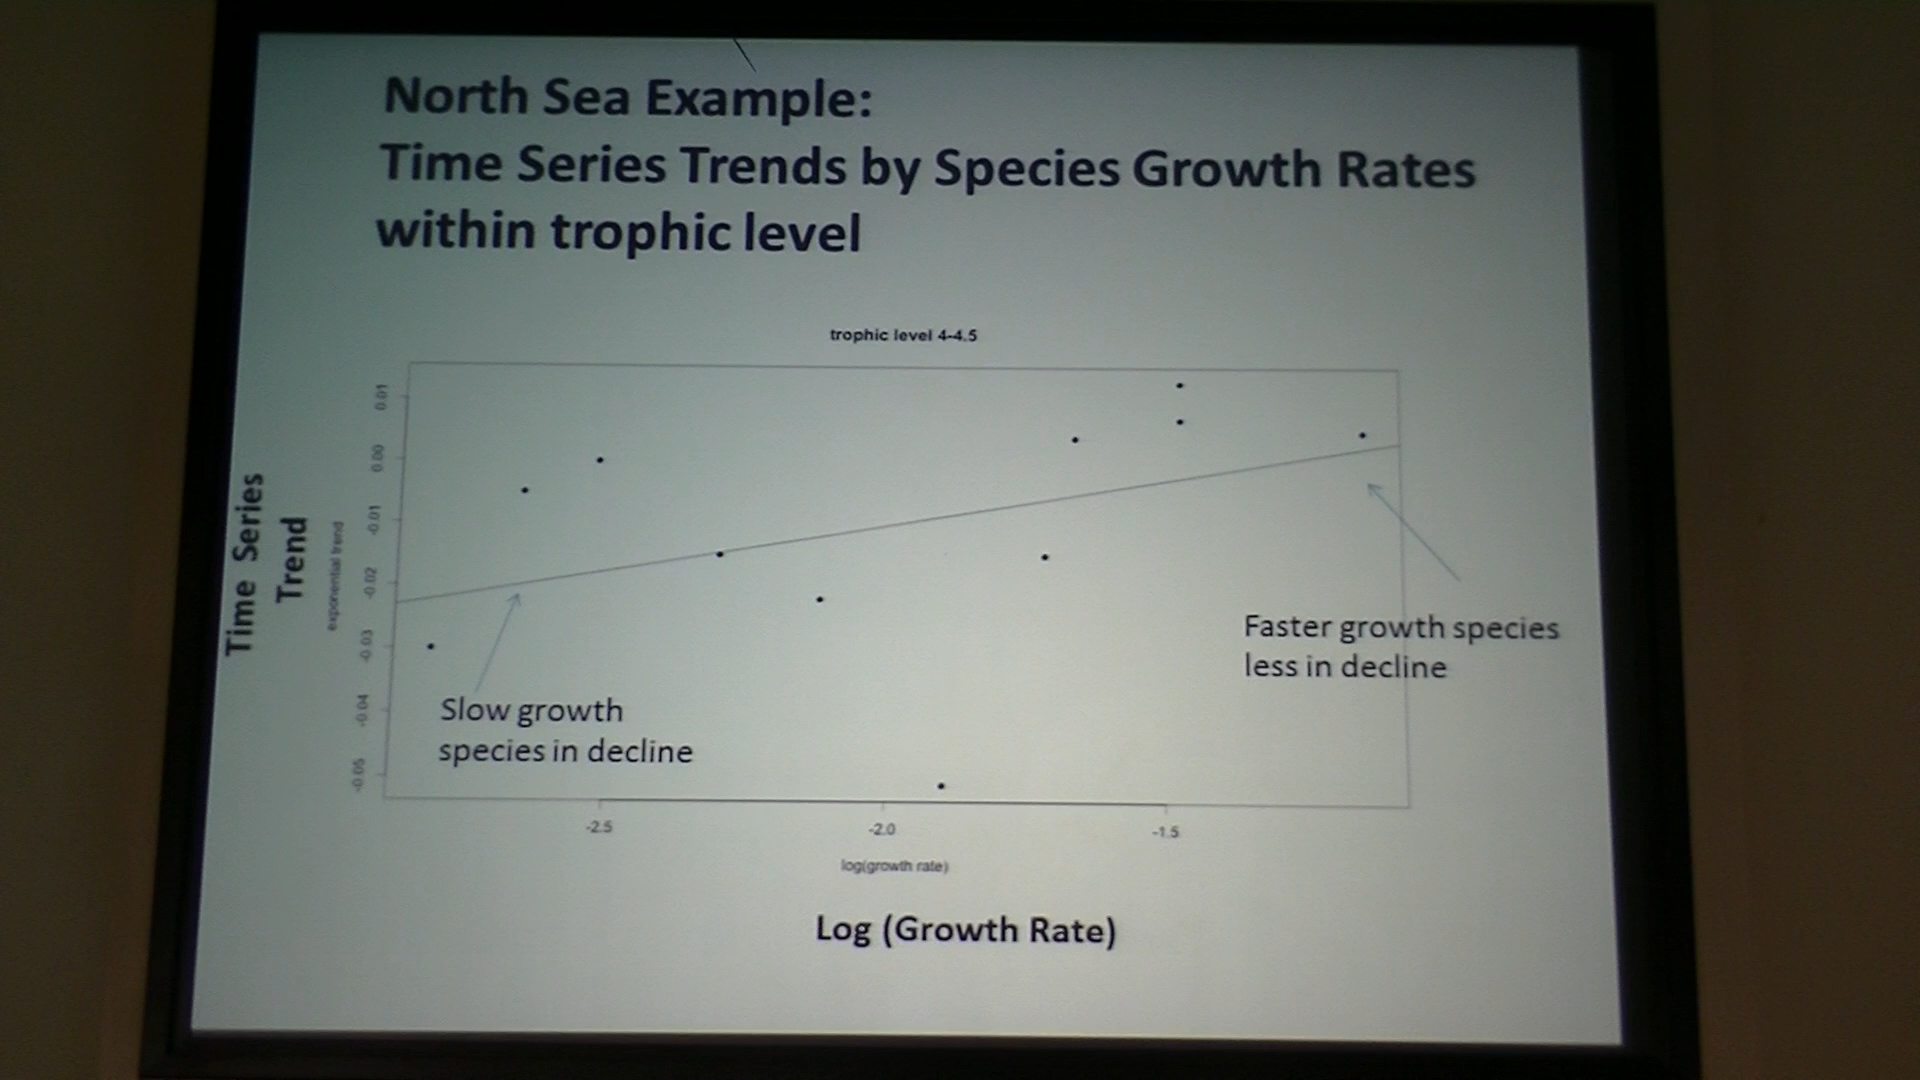 North Sea Example:
Time Series Trends by Species Growth Rates
within trophic level
trophic level 4-4.5
Time Series
Trend
exponential trend
0.01
0.00
-0.01
-0.02
-0.03
-0.04
-0.05
Slow growth
species in decline
Faster growth species
less in decline
-2.5
-2.0
-1.5
log(growth rate)
Log (Growth Rate)